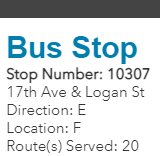 Bus Stop
Stop Number: 10307
17th Ave & Logan St
Direction: E
Location: F
Route(s) Served: 20